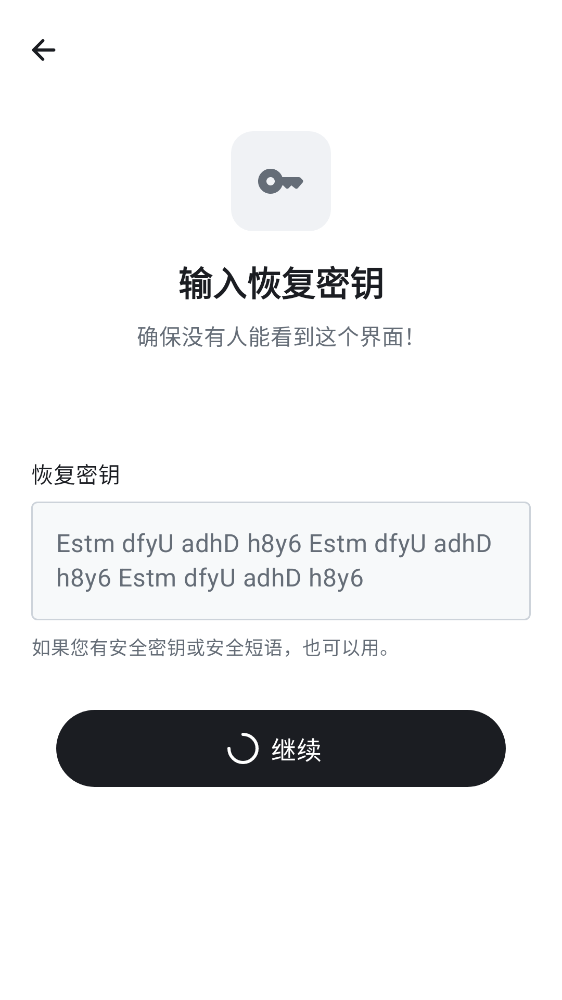 输入恢复密钥
确保没有人能看到这个界面！
恢复密钥
Estm dfyU adhD h8y6 Estm dfyU adhD
h8y6 Estm dfyU adhD h8y6
如果您有安全密钥或安全短语，也可以用。
继续